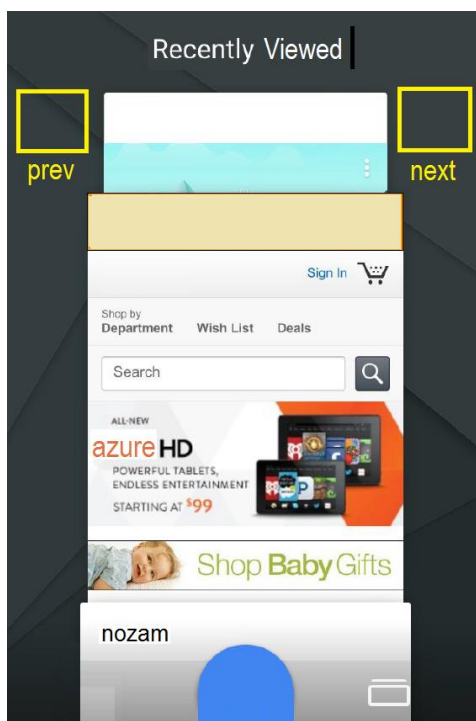 Recently Viewed
prev
next
Sign In
Shop by
Department Wish List Deals
Search
ALL-NEW
azure HD
POWERFUL TABLETS,
ENDLESS ENTERTAINMENT
STARTING AT $99
Shop Baby Gifts
nozam